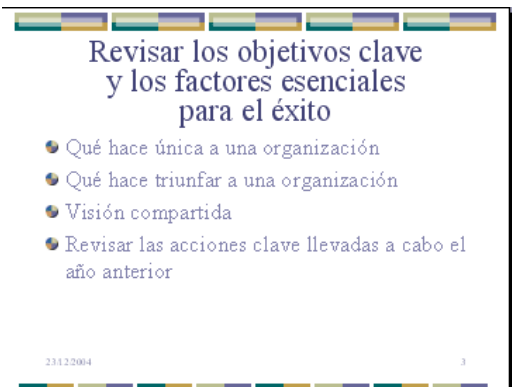 Revisar los objetivos clave
y los factores esenciales
para el éxito
Qué hace única a una organización
Qué hace triunfar a una organización
Visión compartida
Revisar las acciones clave llevadas a cabo el
año anterior
23/12/2004
3